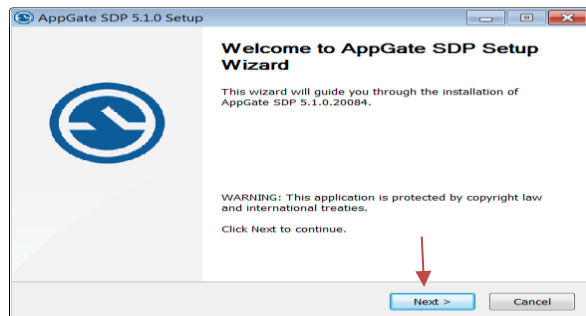 AppGate SDP 5.1.0 Setup
Welcome to AppGate SDP Setup
Wizard
This wizard will guide you through the installation of
AppGate SDP 5.1.0.20084.
WARNING: This application is protected by copyright law
and international treaties.
Click Next to continue.
Next >
Cancel